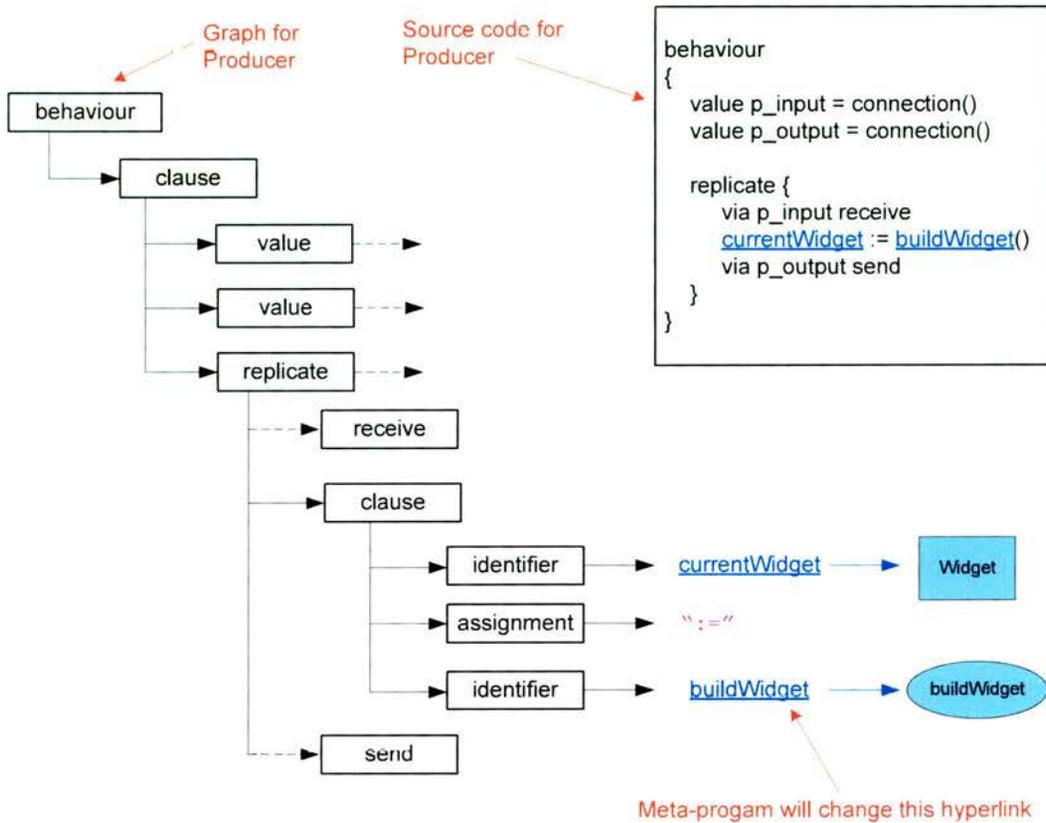 Graph for
Producer
Source code for
Producer
behaviour
{
value p_input = connection()
value p_output = connection()
replicate {
via p_input receive
currentWidget := buildWidget()
via p_output send
}
}
behaviour
clause
value
value
replicate
receive
clause
identifier
currentWidget
Widget
assignment
":="
identifier
buildWidget
buildWidget
send
Meta-progam will change this hyperlink